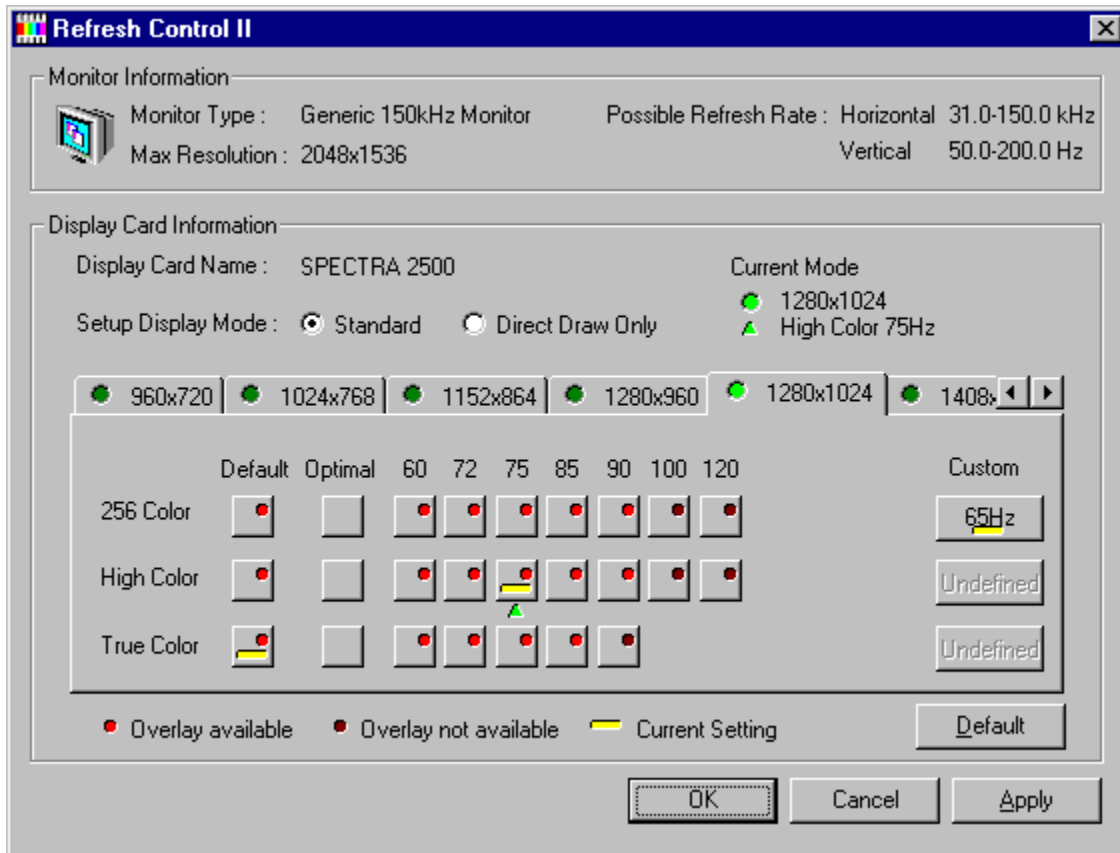 Refresh Control II
Monitor Information
Monitor Type : Generic 150kHz Monitor Possible Refresh Rate : Horizontal 31.0-150.0 kHz
Max Resolution : 2048x1536 Vertical 50.0-200.0 Hz
Display Card Information
Display Card Name : SPECTRA 2500 Current Mode
1280x1024
Setup Display Mode : Standard Direct Draw Only High Color 75Hz
960x720 1024x768 1152x864 1280x960 1280x1024 1408x
Default Optimal 60 72 75 85 90 100 120 Custom
256 Color 65Hz
High Color Undefined
True Color Undefined
Overlay available Overlay not available Current Setting Default
OK Cancel Apply